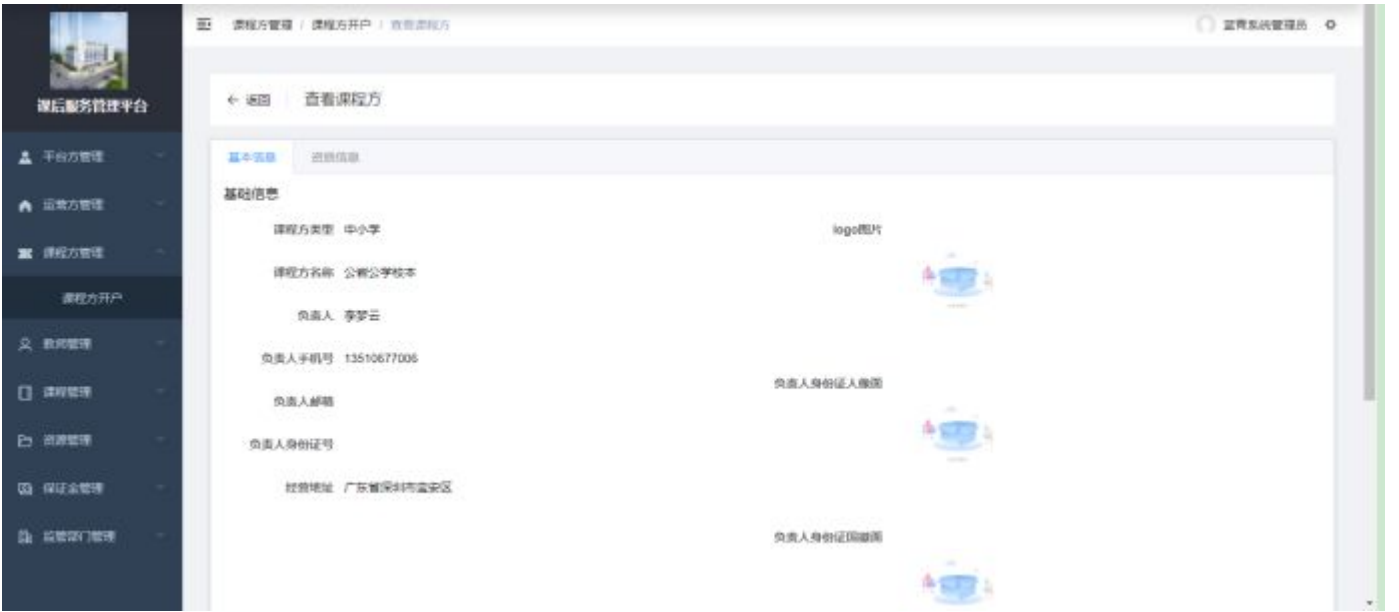 课程方管理 / 课程方开户 / 查看课程方
蓝青系统管理员
课后服务管理平台
← 返回
查看课程方
平台方管理
运营方管理
课程方管理
课程方开户
教师管理
课程管理
资源管理
保证金管理
监管部门管理
基本信息
资质信息
基础信息
课程方类型 中小学
课程方名称 公明公学校本
负责人 李梦云
负责人手机号 13510677006
负责人邮箱
负责人身份证号
经营地址 广东省深圳市宝安区
logo图片
负责人身份证人像面
负责人身份证国徽面